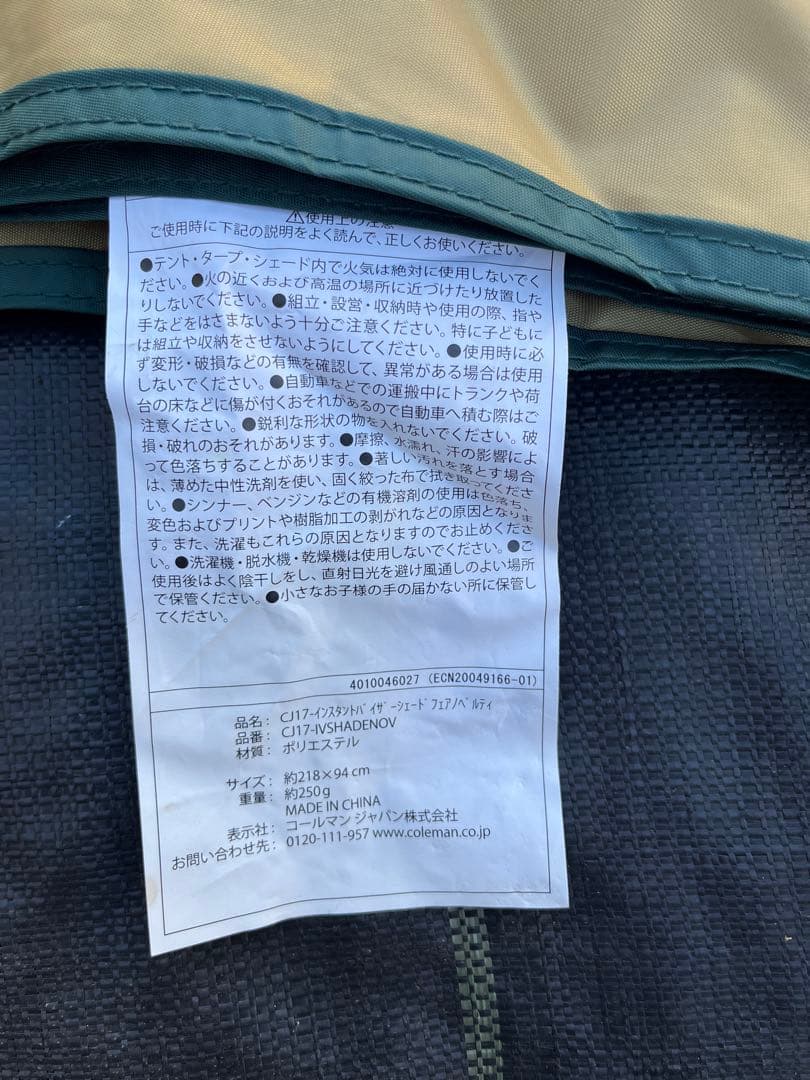 ⚠使用上の注意
ご使用時に下記の説明をよく読んで、正しくお使いください。
●テント・タープ・シェード内で火気は絶対に使用しないでく
ださい。●火の近くおよび高温の場所に近づけたり放置した
りしないでください。●組立・設営・収納時や使用の際、指や
手などをはさまないよう十分ご注意ください。特に子どもに
は組立や収納をさせないようにしてください。●使用時に必
ず変形・破損などの有無を確認して、異常がある場合は使用
しないでください。●自動車などでの運搬中にトランクや荷
台の床などに傷が付くおそれがあるので自動車へ積む際はご
注意ください。●鋭利な形状の物を入れないでください。破
損・破れのおそれがあります。●摩擦、水濡れ、汗の影響によ
って色落ちすることがあります。●著しい汚れを落とす場合
は、薄めた中性洗剤を使い、固く絞った布で拭き取ってくださ
い。●シンナー、ベンジンなどの有機溶剤の使用は色落ち、
変色およびプリントや樹脂加工の剥がれなどの原因となりま
す。また、洗濯もこれらの原因となりますのでお止めくださ
い。●洗濯機・脱水機・乾燥機は使用しないでください。●ご
使用後はよく陰干しをし、直射日光を避け風通しのよい場所
で保管ください。●小さなお子様の手の届かない所に保管し
てください。
4010046027 (ECN20049166-01)
品名： CJ17-ｲﾝｽﾀﾝﾄﾊﾞｲｻﾞｰｼｪｰﾄﾞ ﾌｪｱﾉﾍﾞﾙﾃｨ
品番： CJ17-IVSHADENOV
材質： ポリエステル
サイズ： 約218×94 cm
重量： 約250g
MADE IN CHINA
表示社： コールマン ジャパン株式会社
お問い合わせ先： 0120-111-957 www.coleman.co.jp